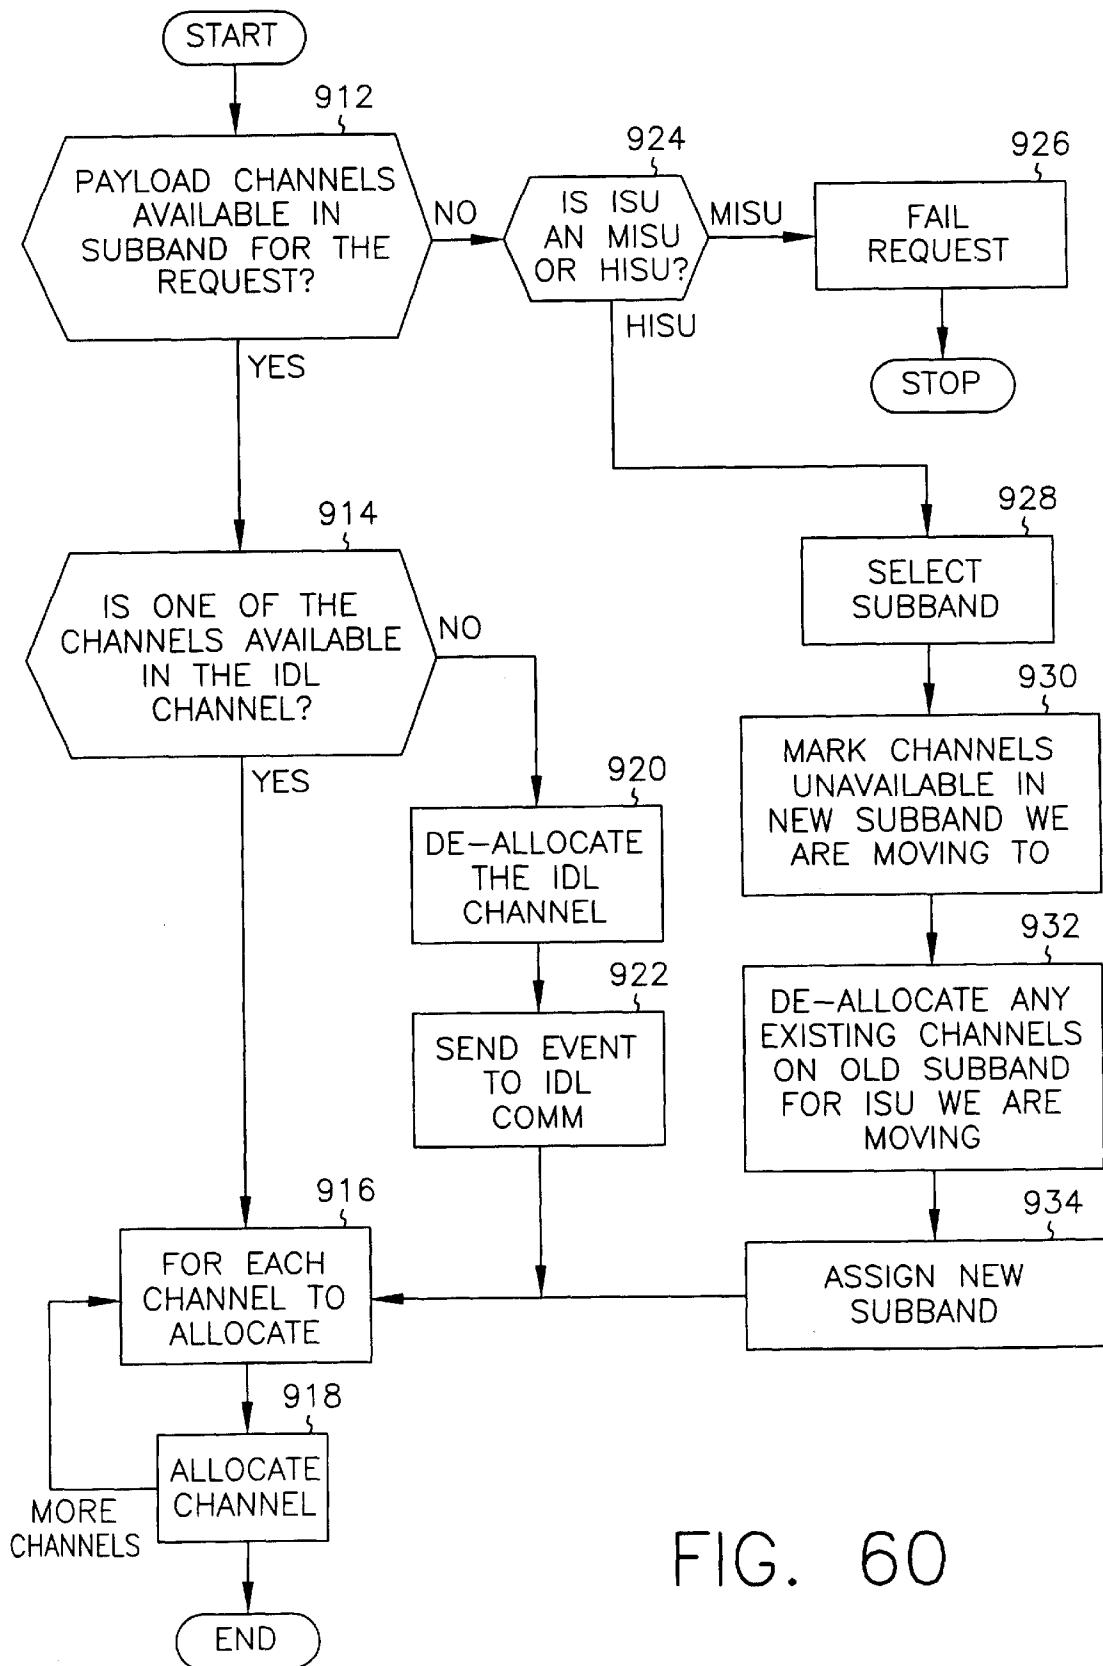 START
912
PAYLOAD CHANNELS
AVAILABLE IN
SUBBAND FOR THE
REQUEST?
NO
YES
924
IS ISU
AN MISU
OR HISU?
MISU
HISU
926
FAIL
REQUEST
STOP
914
IS ONE OF THE
CHANNELS AVAILABLE
IN THE IDL
CHANNEL?
NO
YES
928
SELECT
SUBBAND
930
MARK CHANNELS
UNAVAILABLE IN
NEW SUBBAND WE
ARE MOVING TO
920
DE-ALLOCATE
THE IDL
CHANNEL
922
SEND EVENT
TO IDL
COMM
932
DE-ALLOCATE ANY
EXISTING CHANNELS
ON OLD SUBBAND
FOR ISU WE ARE
MOVING
934
ASSIGN NEW
SUBBAND
916
FOR EACH
CHANNEL TO
ALLOCATE
918
ALLOCATE
CHANNEL
MORE
CHANNELS
END
FIG. 60